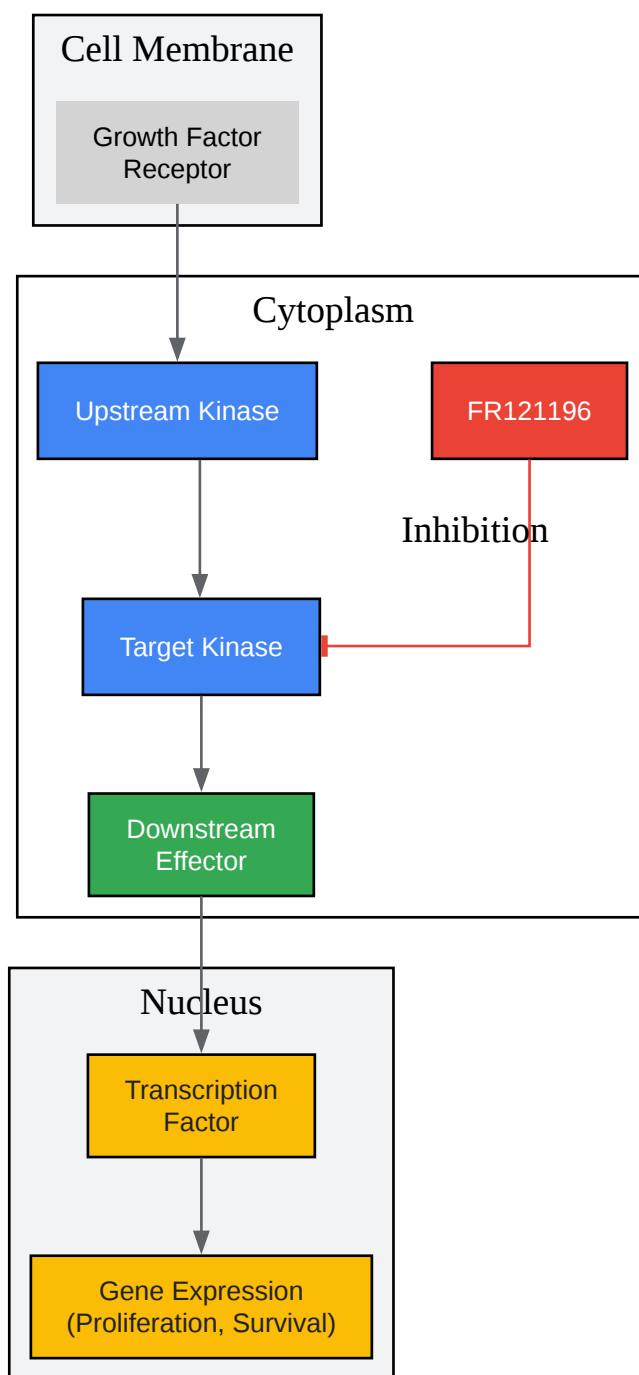 Cell Membrane
Growth Factor
Receptor
Cytoplasm
Upstream Kinase
FR121196
Inhibition
Target Kinase
Downstream
Effector
Nucleus
Transcription
Factor
Gene Expression
(Proliferation, Survival)